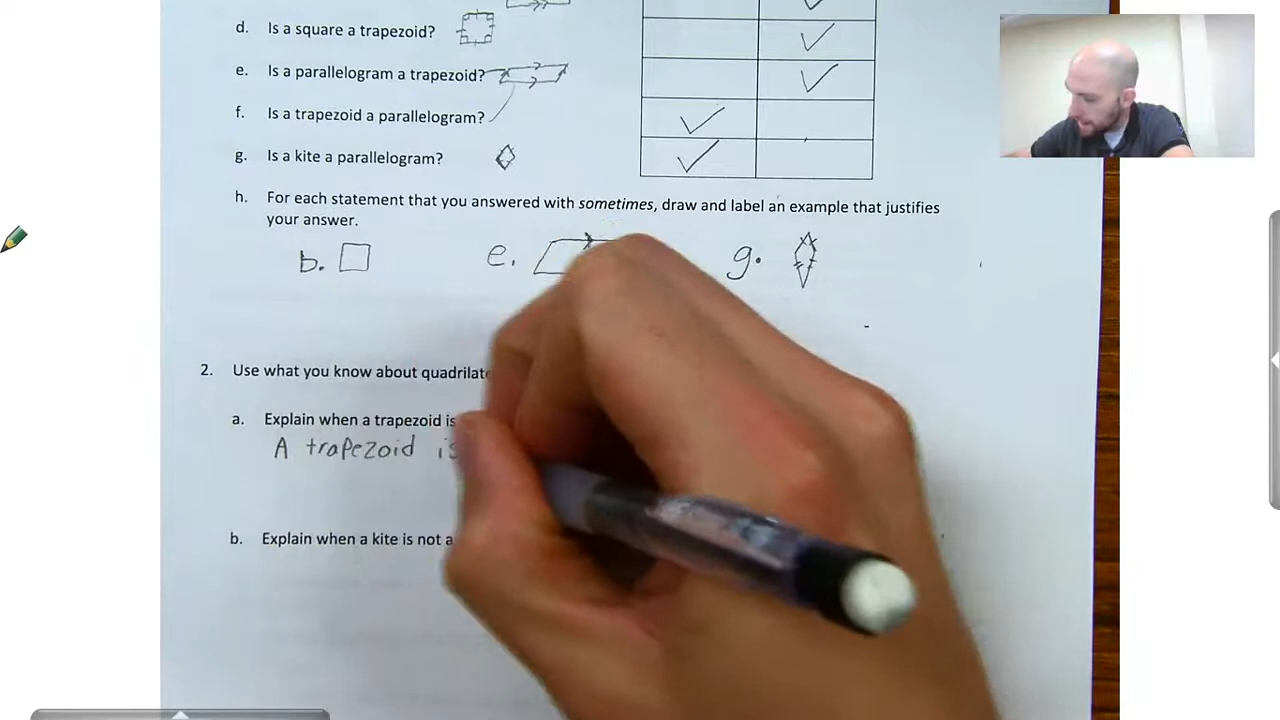 d. Is a square a trapezoid?
e. Is a parallelogram a trapezoid?
f. Is a trapezoid a parallelogram?
g. Is a kite a parallelogram?
h. For each statement that you answered with sometimes, draw and label an example that justifies
your answer.
b. e. g.
2. Use what you know about
a. Explain when a trapezoid is
A trapezoid is
b. Explain when a kite is not a